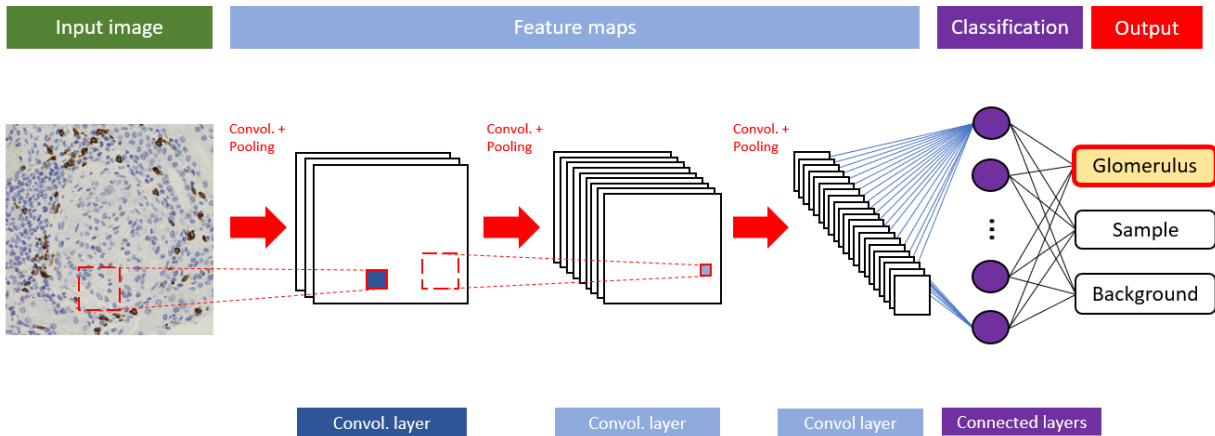 Input image
Feature maps
Classification
Output
Convol. +
Pooling
Convol. +
Pooling
Convol. +
Pooling
Glomerulus
...
Sample
Background
Convol. layer
Convol. layer
Convol layer
Connected layers